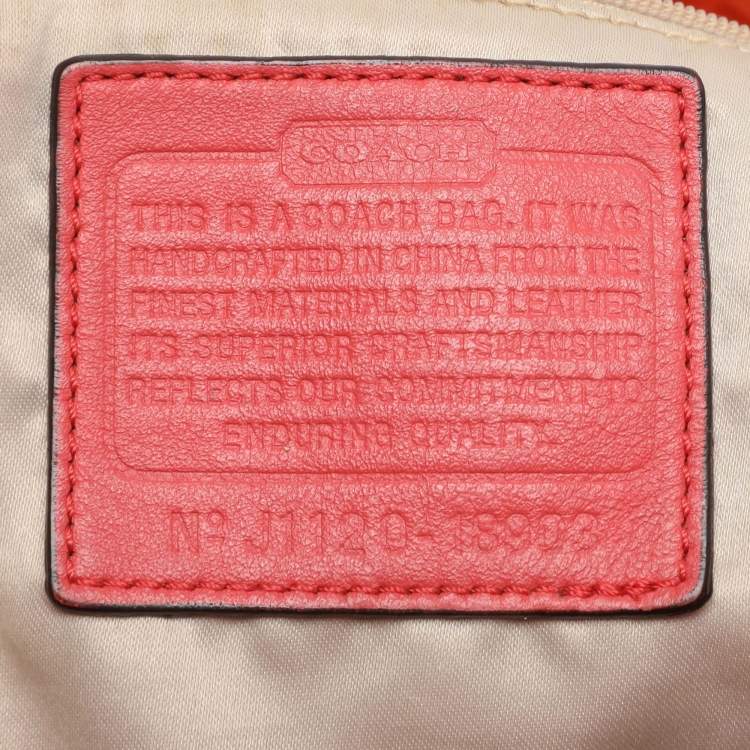 COACH
THIS IS A COACH BAG. IT WAS
HANDCRAFTED IN CHINA FROM THE
FINEST MATERIALS AND LEATHER
ITS SUPERIOR CRAFTSMANSHIP
REFLECTS OUR COMMITMENT TO
ENDURING QUALITY.
Nº J1120-18903